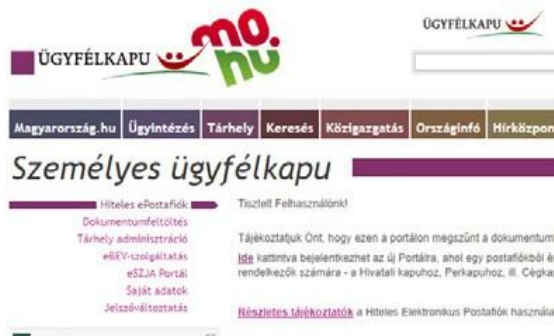 ÜGYFÉLKAPU
mo.hu
ÜGYFÉLKAPU
Magyarország.hu Ügyintézés Tárhely Keresés Közigazgatás Országinfó Hírközpon
Személyes ügyfélkapu
Hiteles ePostafiók
Dokumentumfeltöltés
Tárhely adminisztráció
eBEV-szolgáltatás
eSZJA Portál
Saját adatok
Jelszóváltoztatás
Tisztelt Felhasználónk!
Tájékoztatjuk Önt, hogy ezen a portálon megszűnt a dokumentum
Ide kattintva bejelentkezhet az új Portálra, ahol egy postafiókból é
rendelkezők számára - a Hivatali kapuhoz, Perkapuhoz, ill. Cégka
Részletes tájékoztatók a Hiteles Elektronikus Postafiók használa